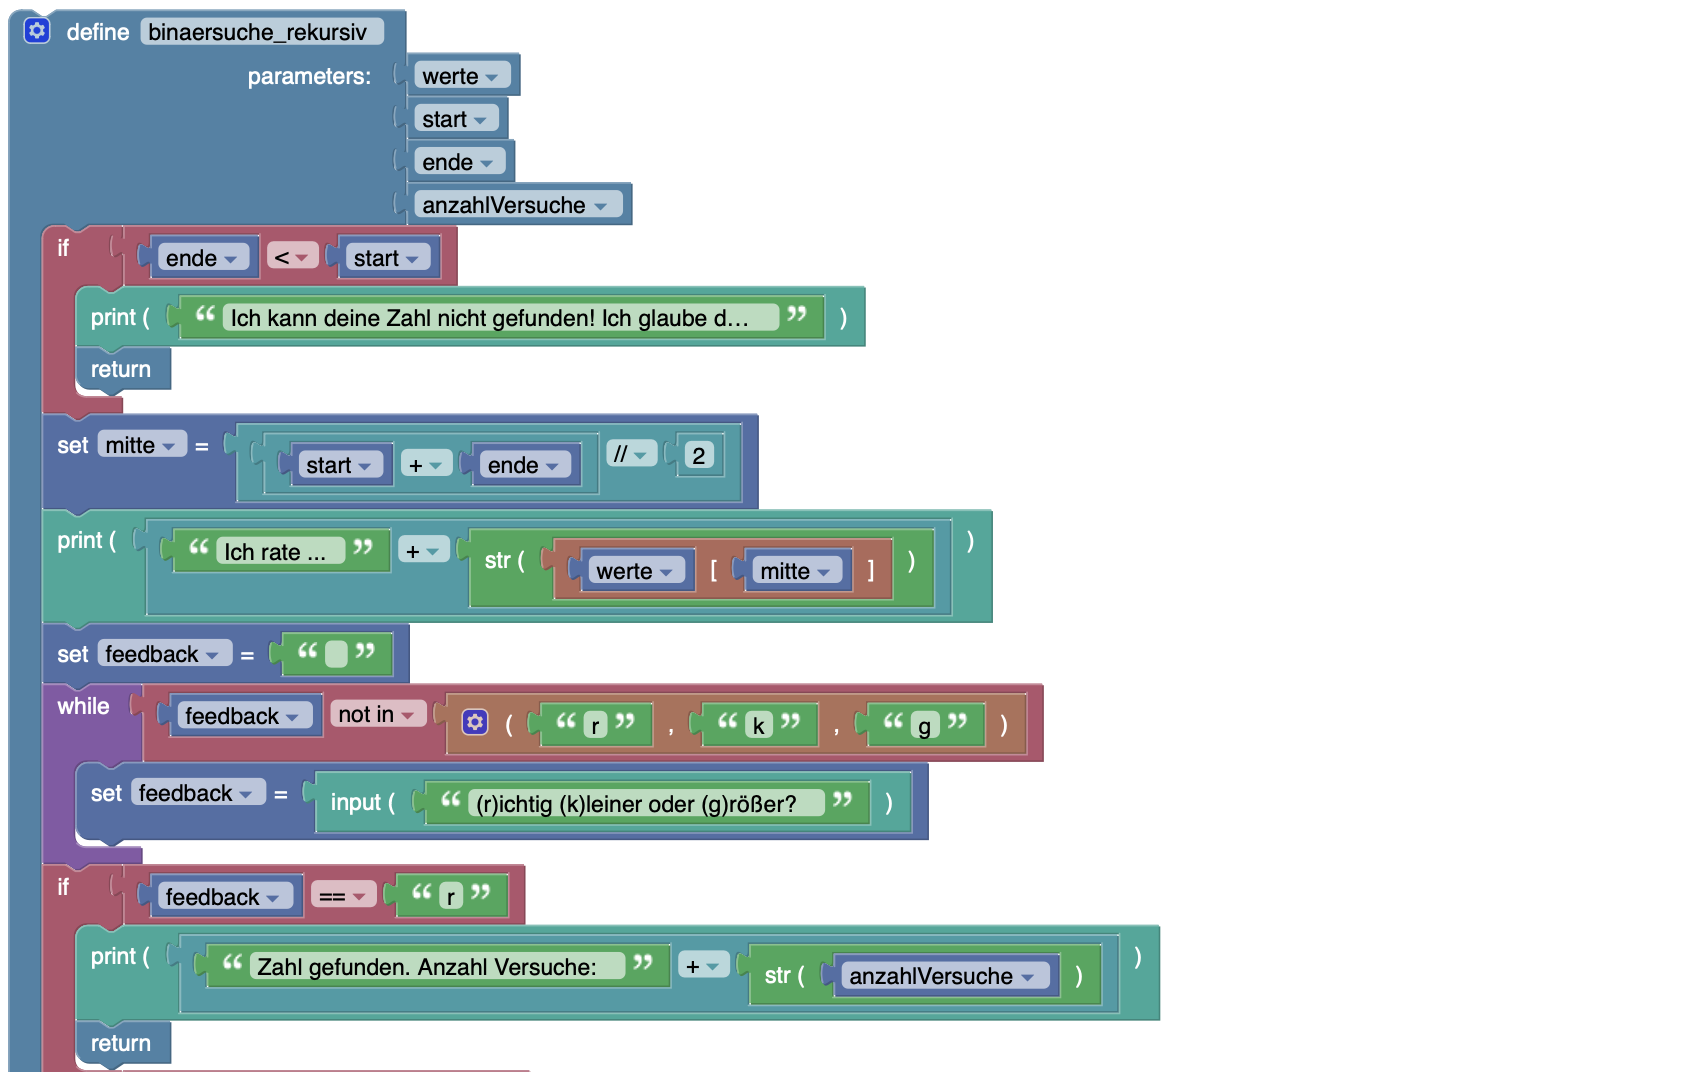 define binaersuche_rekursiv
parameters: werte
start
ende
anzahlVersuche
if ende < start
print ( “ Ich kann deine Zahl nicht gefunden! Ich glaube d... ” )
return
set mitte = start + ende // 2
print ( “ Ich rate ... ” + str ( werte [ mitte ] ) )
set feedback = “ ”
while feedback not in ( “ r ” , “ k ” , “ g ” )
set feedback = input ( “ (r)ichtig (k)leiner oder (g)rößer? ” )
if feedback == “ r ”
print ( “ Zahl gefunden. Anzahl Versuche: ” + str ( anzahlVersuche ) )
return